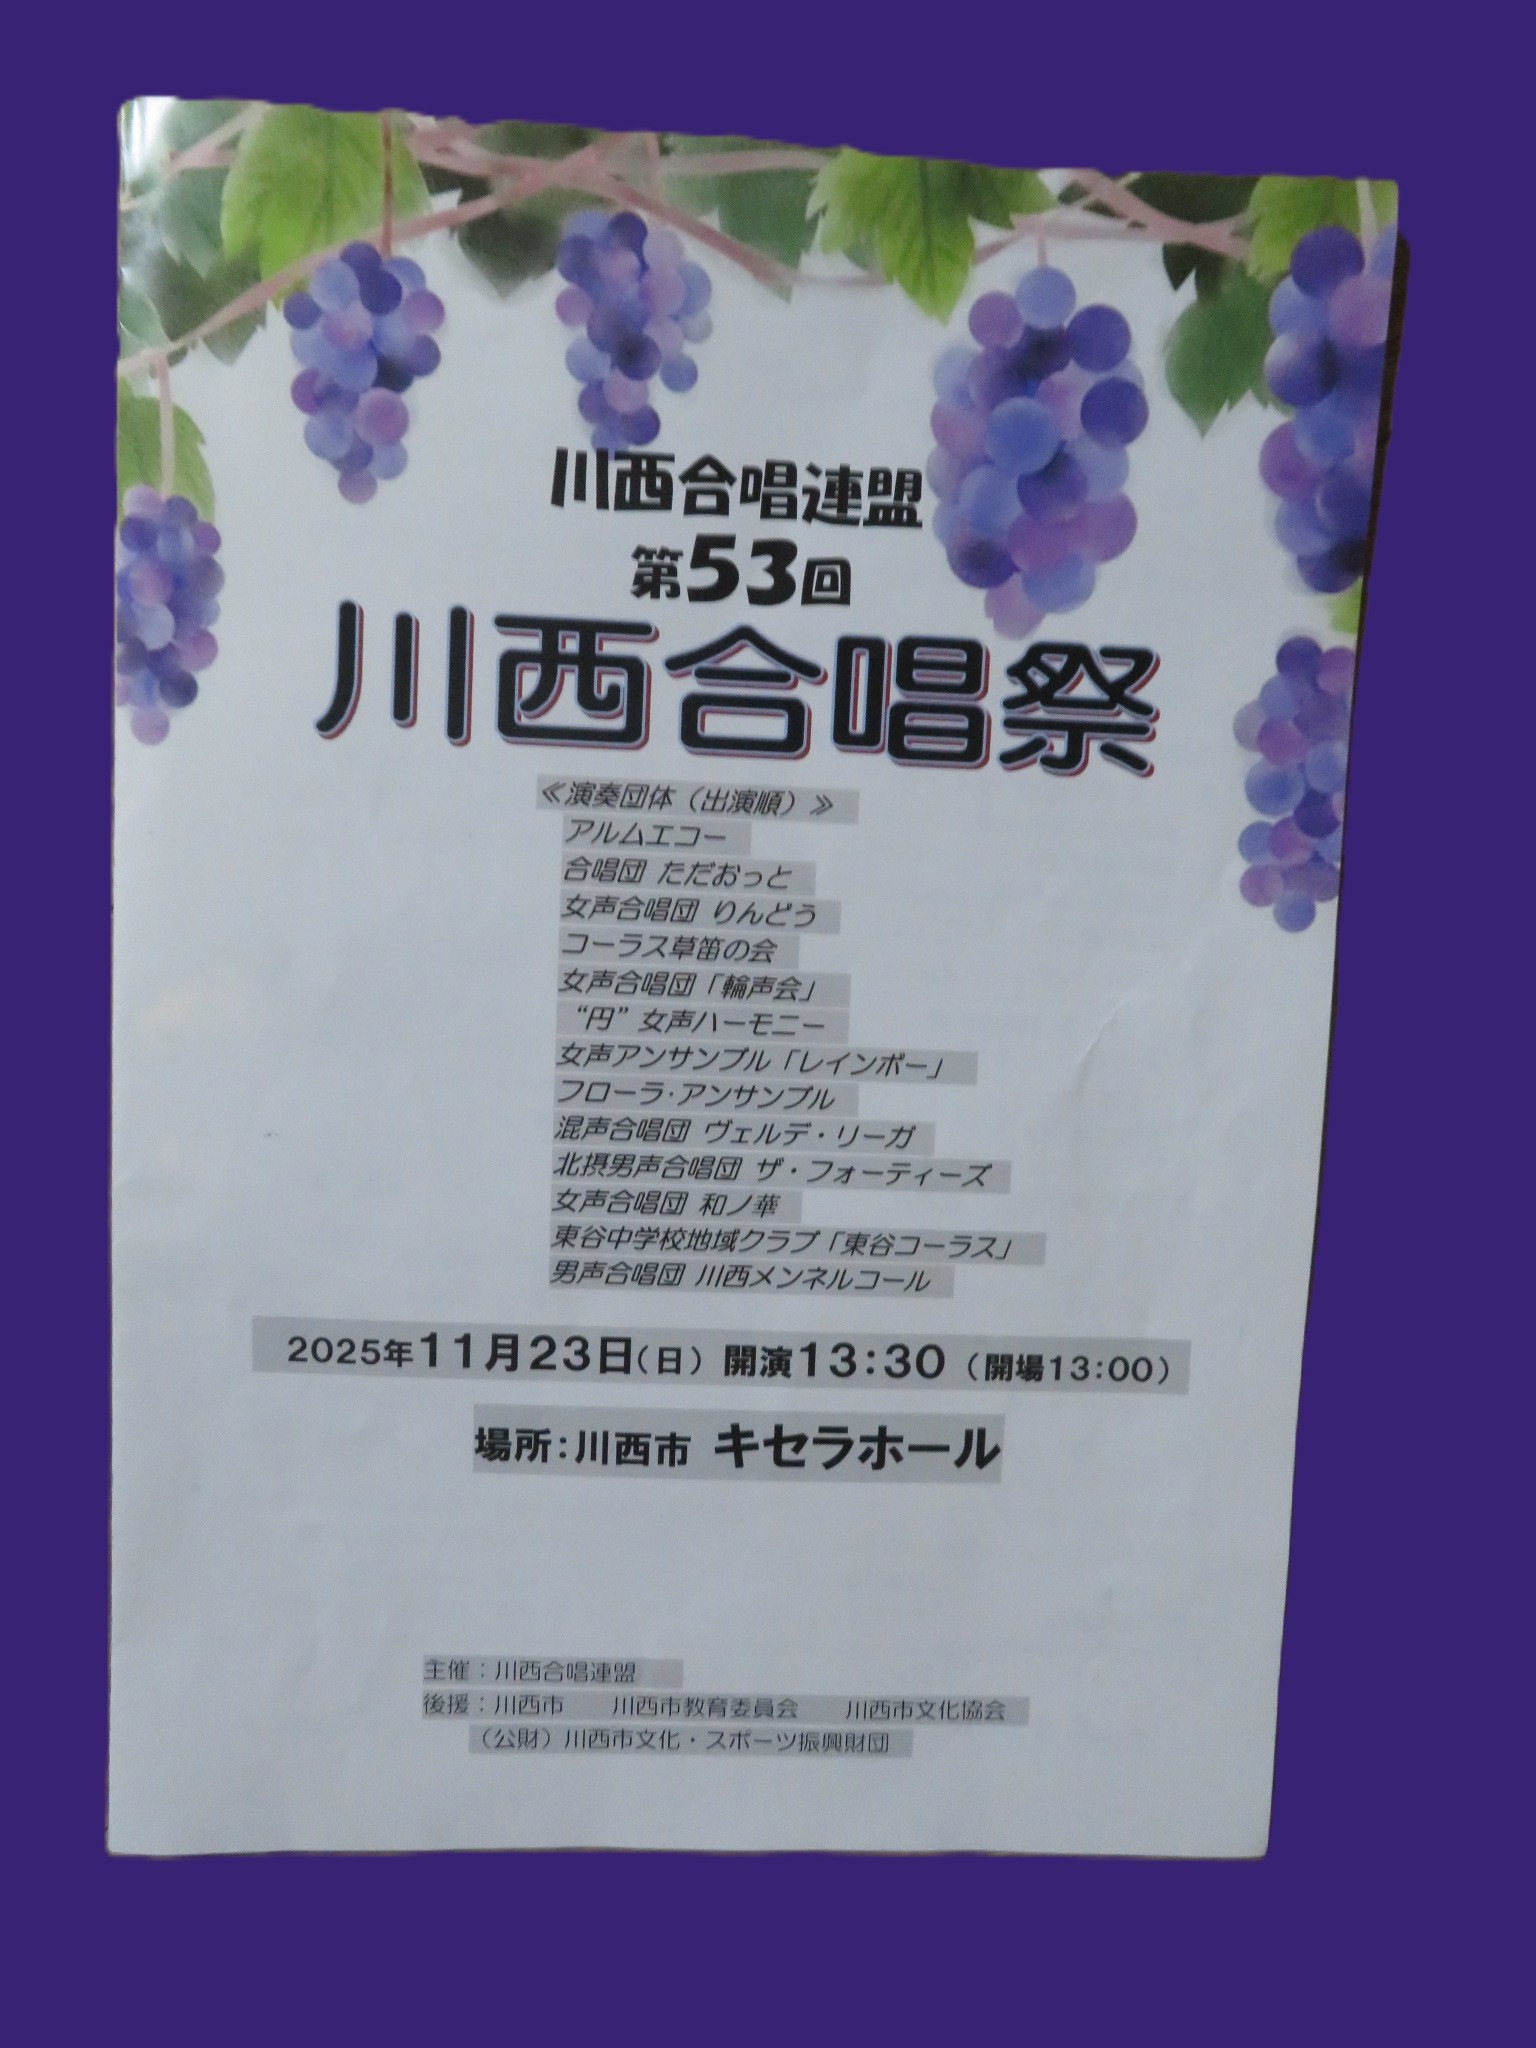 川西合唱連盟
第53回
川西合唱祭
≪演奏団体（出演順）≫
アルムエコー
合唱団 ただおっと
女声合唱団 りんどう
コーラス草笛の会
女声合唱団「輪声会」
“円”女声ハーモニー
女声アンサンブル「レインボー」
フローラ・アンサンブル
混声合唱団 ヴェルデ・リーガ
北摂男声合唱団 ザ・フォーティーズ
女声合唱団 和ノ華
東谷中学校地域クラブ「東谷コーラス」
男声合唱団 川西メンネルコール
2025年11月23日（日）開演13:30（開場13:00）
場所：川西市 キセラホール
主催：川西合唱連盟
後援：川西市 川西市教育委員会 川西市文化協会
（公財）川西市文化・スポーツ振興財団